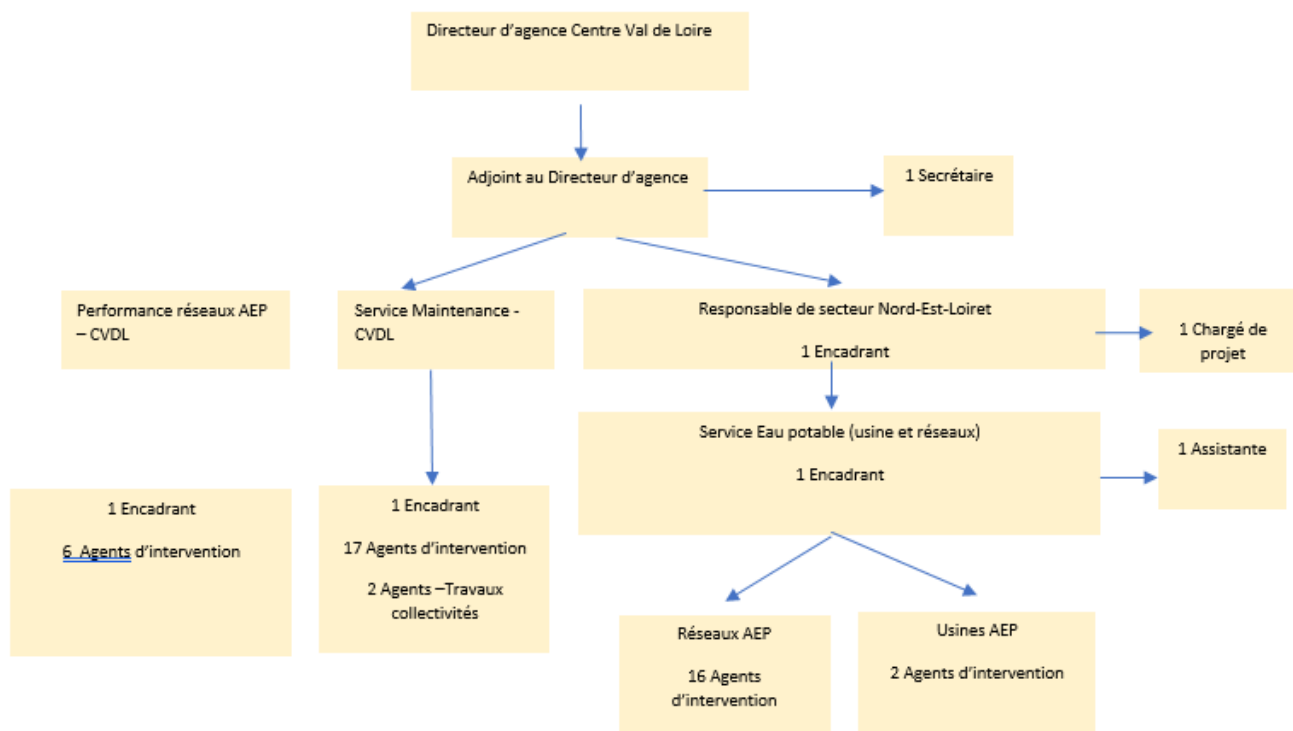 Directeur d'agence Centre Val de Loire
Adjoint au Directeur d'agence
1 Secrétaire
Performance réseaux AEP
– CVDL
Service Maintenance -
CVDL
Responsable de secteur Nord-Est-Loiret
1 Encadrant
1 Chargé de
projet
Service Eau potable (usine et réseaux)
1 Encadrant
1 Assistante
1 Encadrant
6 Agents d'intervention
1 Encadrant
17 Agents d'intervention
2 Agents –Travaux
collectivités
Réseaux AEP
16 Agents
d'intervention
Usines AEP
2 Agents d'intervention